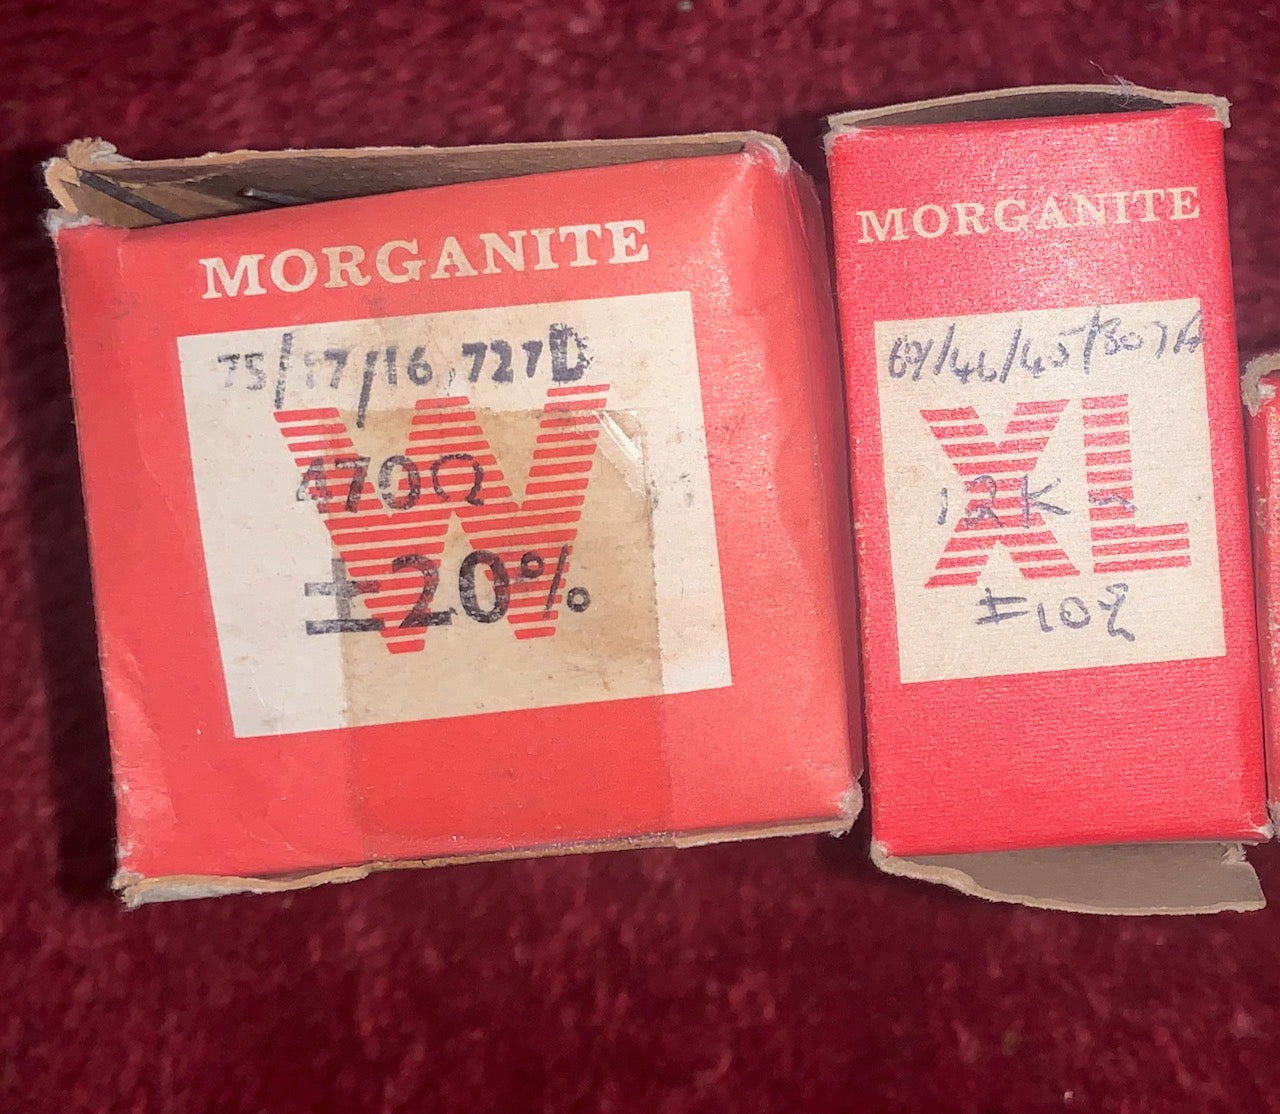 MORGANITE
75/17/16 727D
W
470Ω
±20%
MORGANITE
XL
12K
±10%